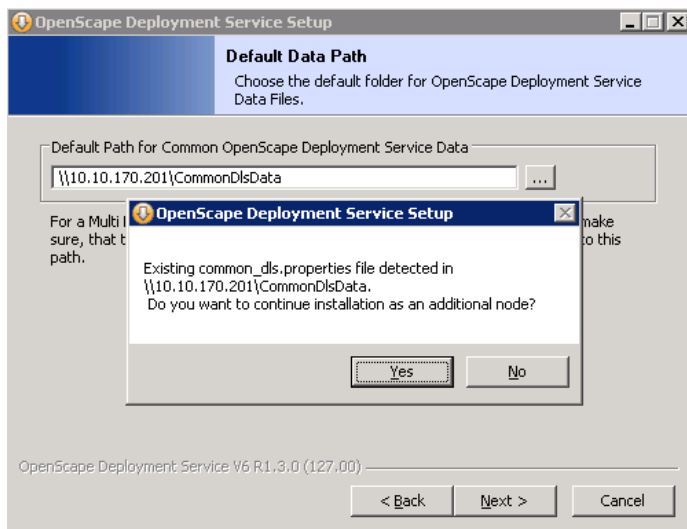 OpenScape Deployment Service Setup
Default Data Path
Choose the default folder for OpenScape Deployment Service
Data Files.
Default Path for Common OpenScape Deployment Service Data
\\10.10.170.201\CommonDlsData
...
For a Multi
make
sure, that
to this
path.
OpenScape Deployment Service Setup
Existing common_dls.properties file detected in
\\10.10.170.201\CommonDlsData.
Do you want to continue installation as an additional node?
Yes
No
OpenScape Deployment Service V6 R1.3.0 (127.00)
< Back
Next >
Cancel